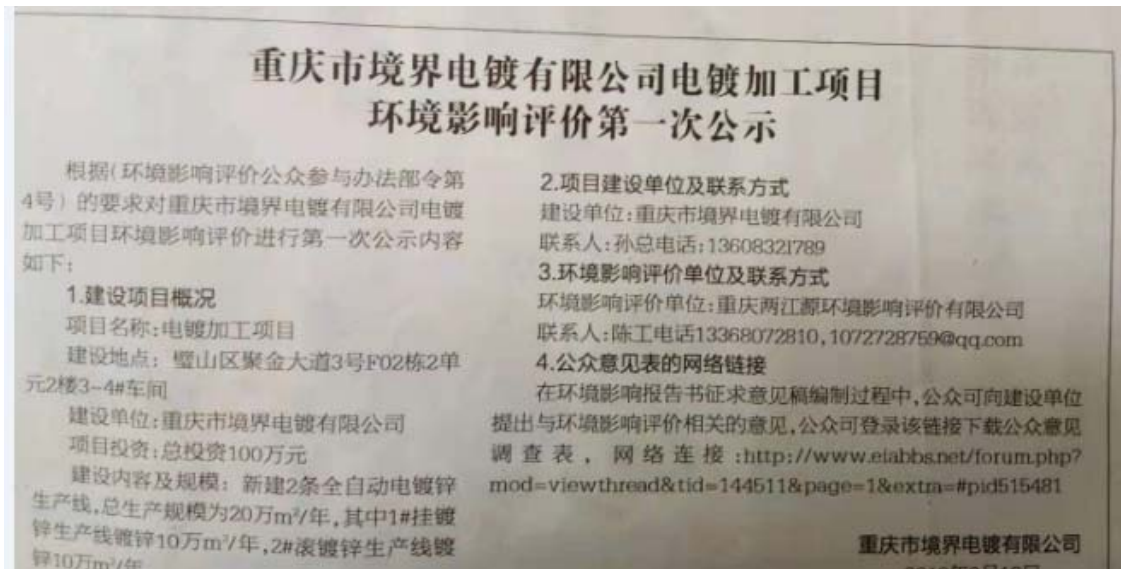 重庆市境界电镀有限公司电镀加工项目
环境影响评价第一次公示
根据(环境影响评价公众参与办法部令第
4号)的要求对重庆市境界电镀有限公司电镀
加工项目环境影响评价进行第一次公示内容
如下:
1.建设项目概况
项目名称:电镀加工项目
建设地点:璧山区聚金大道3号F02栋2单
元2楼3-4#车间
建设单位:重庆市境界电镀有限公司
项目投资:总投资100万元
建设内容及规模:新建2条全自动电镀锌
生产线,总生产规模为20万m²/年,其中1#挂镀
锌生产线镀锌10万m²/年,2#滚镀锌生产线镀
锌10万m²/年
2.项目建设单位及联系方式
建设单位:重庆市境界电镀有限公司
联系人:孙总电话:13608321789
3.环境影响评价单位及联系方式
环境影响评价单位:重庆两江源环境影响评价有限公司
联系人:陈工电话13368072810,1072728759@qq.com
4.公众意见表的网络链接
在环境影响报告书征求意见稿编制过程中,公众可向建设单位
提出与环境影响评价相关的意见,公众可登录该链接下载公众意见
调查表,网络连接:http://www.eiabbs.net/forum.php?
mod=viewthread&tid=144511&page=1&extra=#pid515481
重庆市境界电镀有限公司